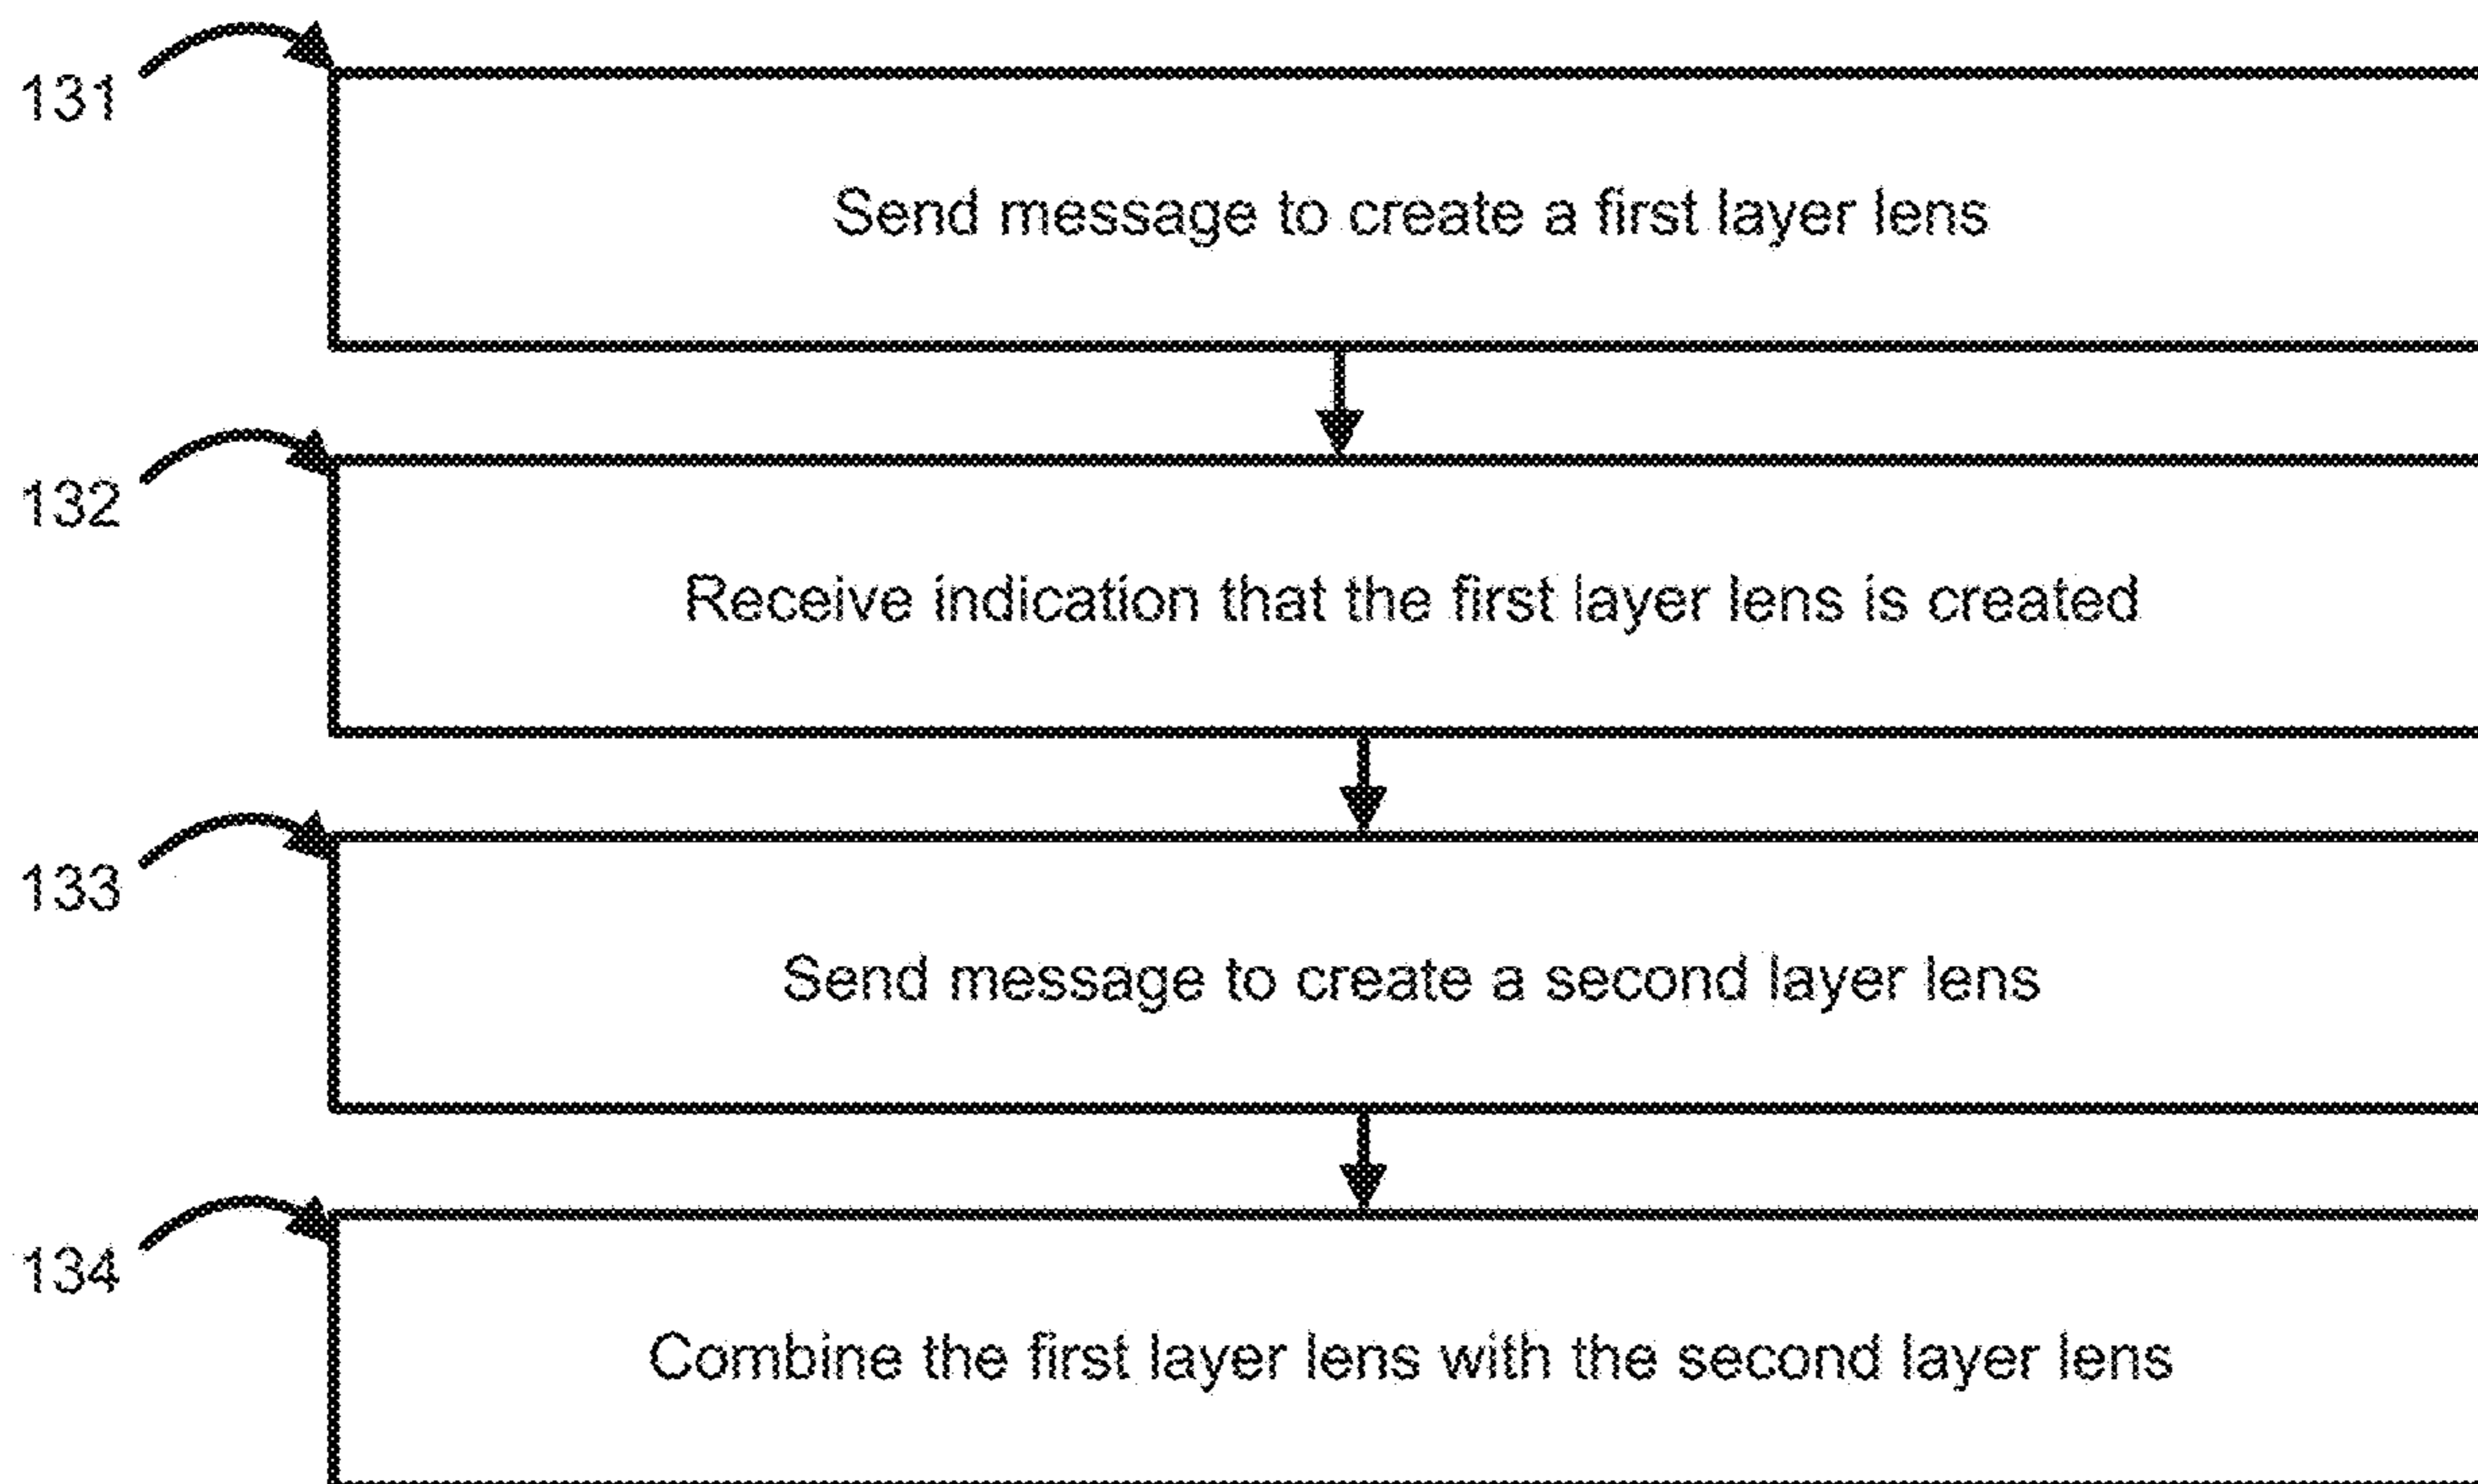 131
Send message to create a first layer lens
132
Receive indication that the first layer lens is created
133
Send message to create a second layer lens
134
Combine the first layer lens with the second layer lens